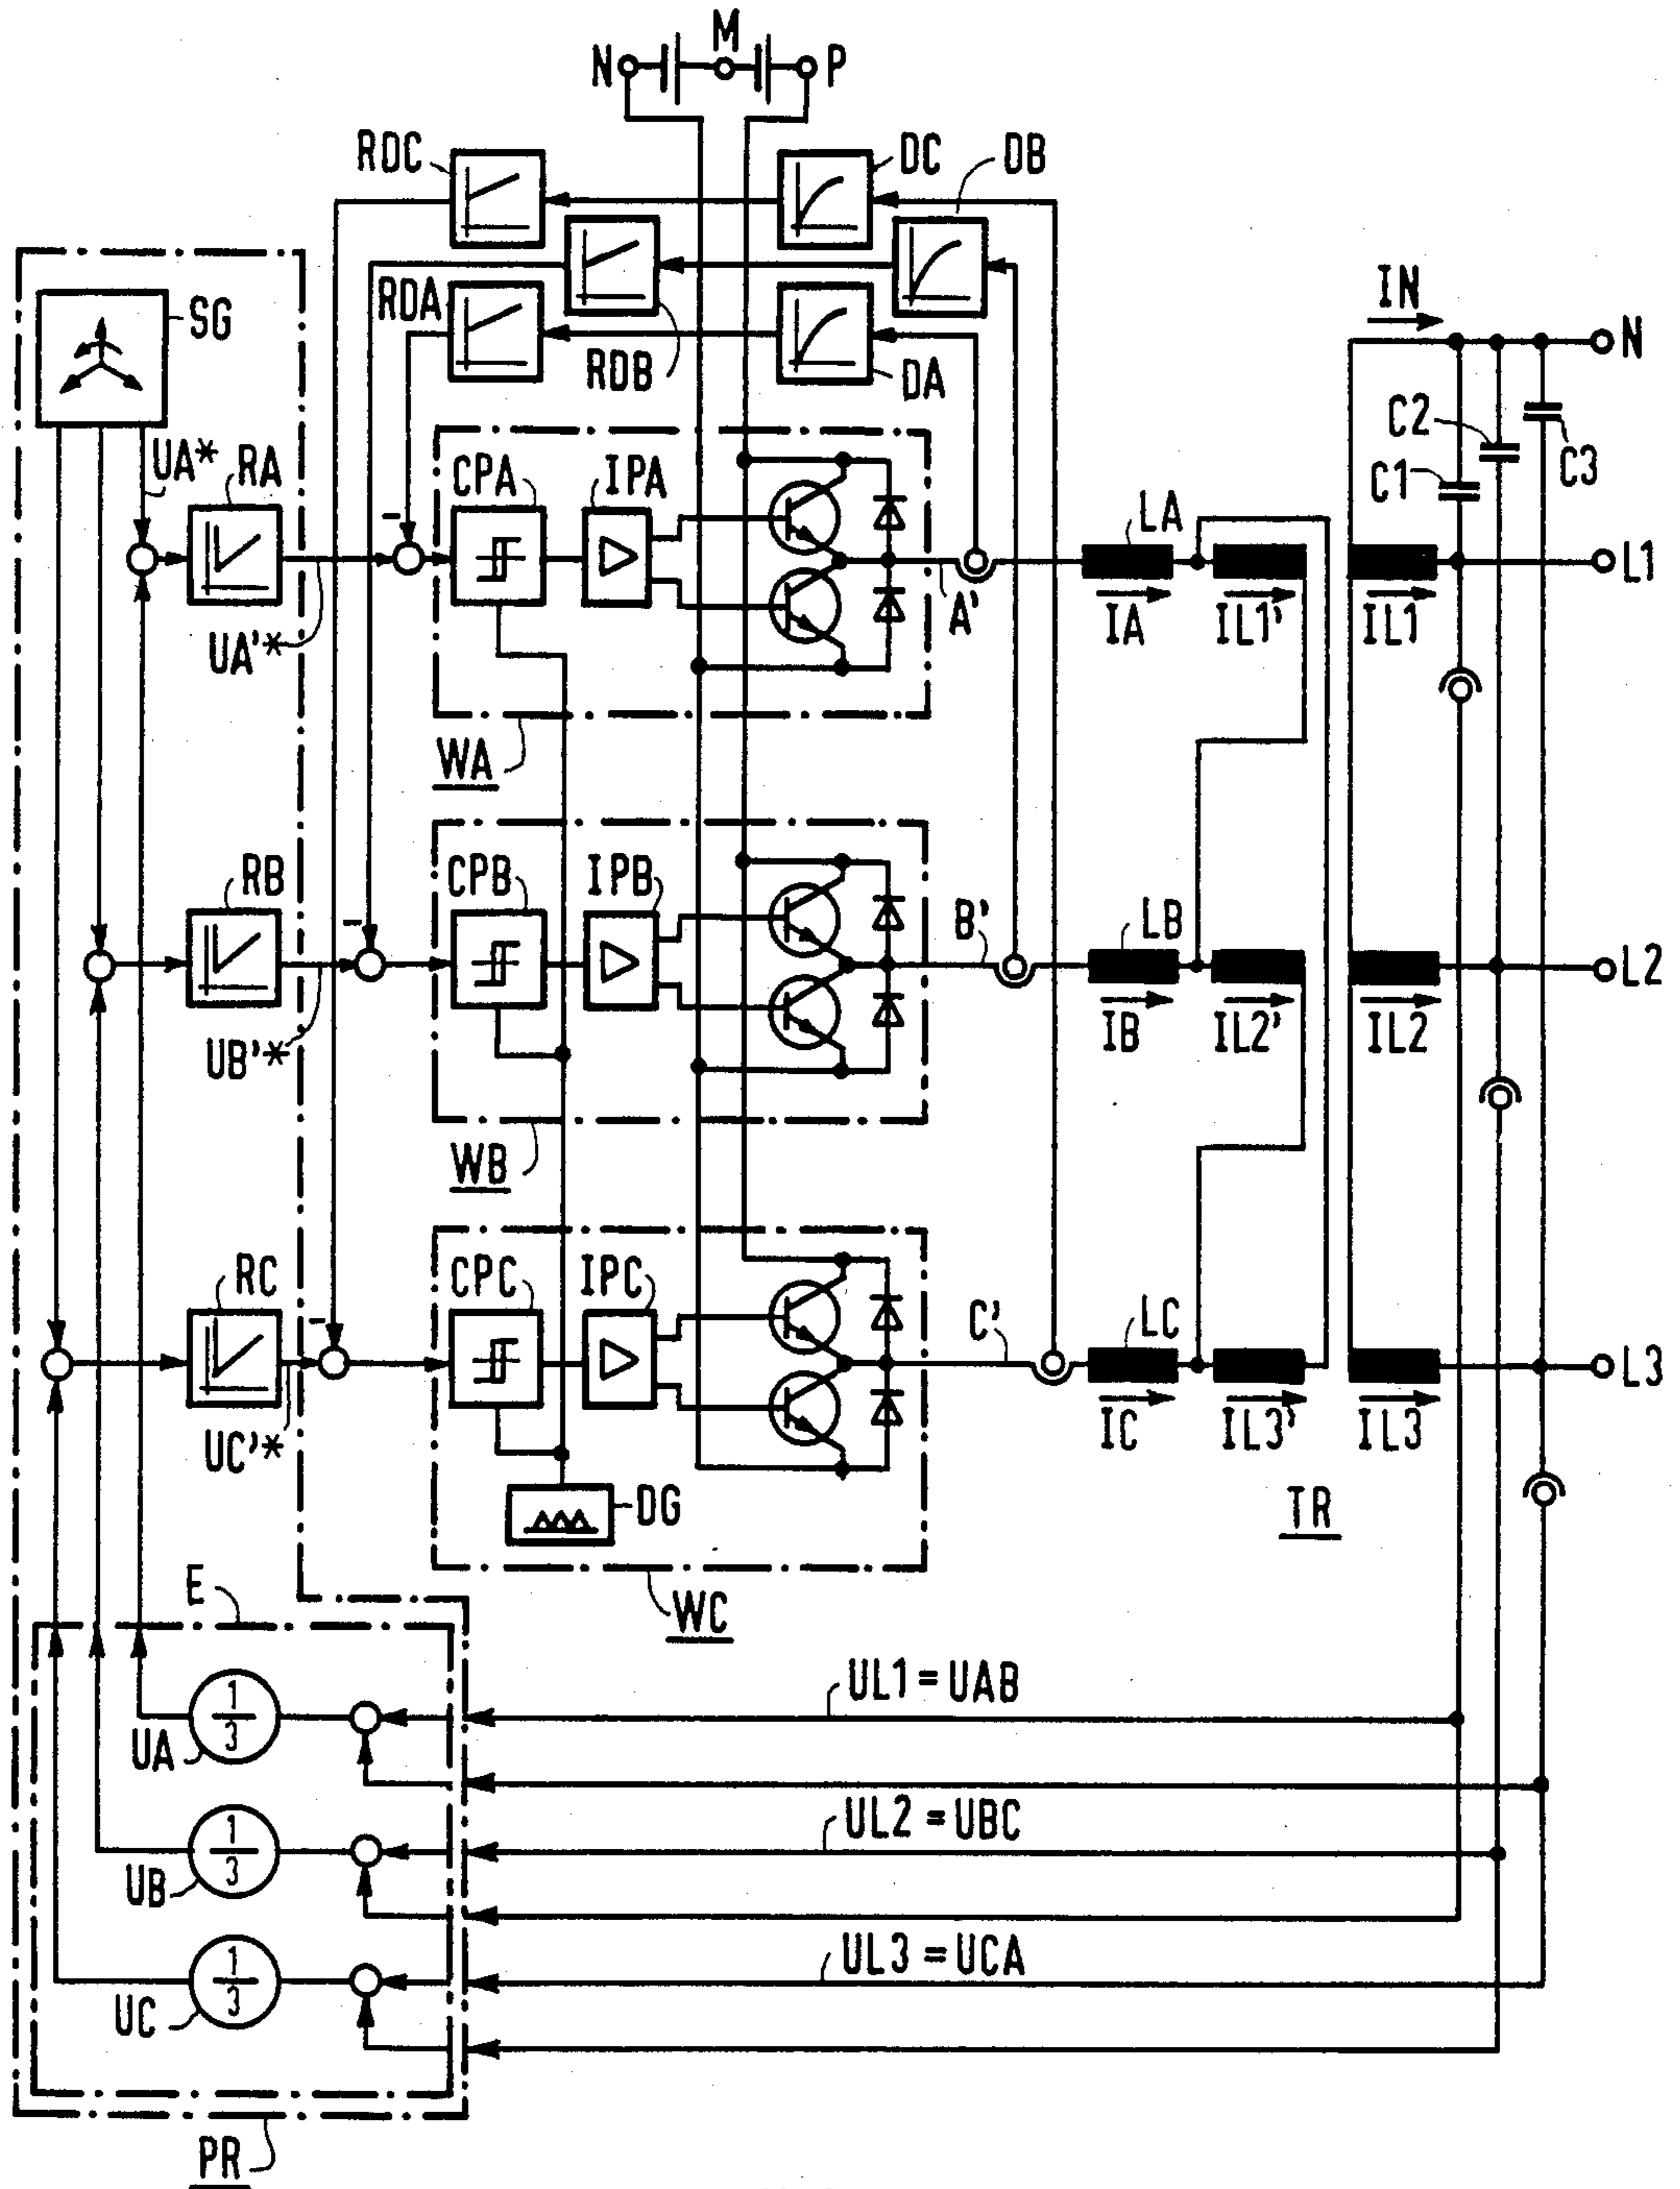 N M P
RDC DC DB
IN
SG RDA N
RDB DA
C2
UA* RA CPA IPA C1 C3
LA
A' L1
UA'* IA IL1' IL1
WA
RB CPB IPB B' LB
L2
UB'* IB IL2' IL2
WB
RC CPC IPC C' LC
L3
UC'* IC IL3' IL3
DG TR
E
WC
1/3 UL1 = UAB
UA
1/3 UL2 = UBC
UB
1/3 UL3 = UCA
UC
PR